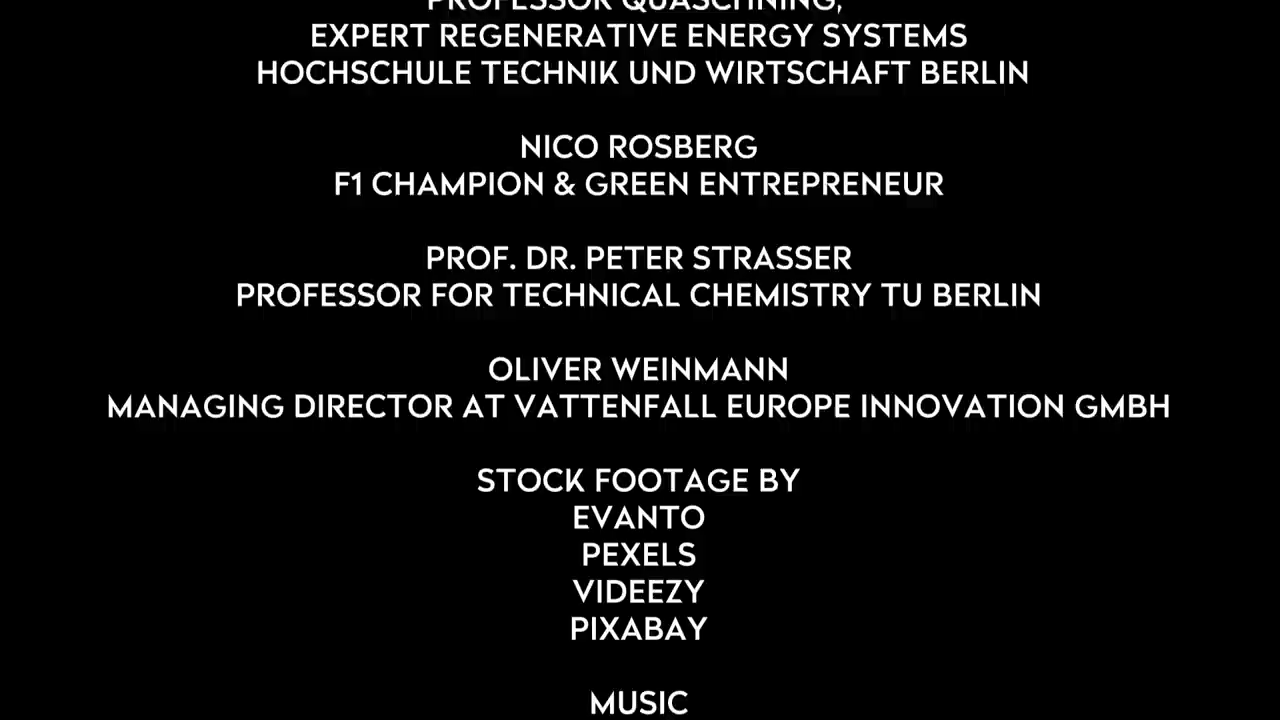 PROFESSOR QUASCHNING,
EXPERT REGENERATIVE ENERGY SYSTEMS
HOCHSCHULE TECHNIK UND WIRTSCHAFT BERLIN
NICO ROSBERG
F1 CHAMPION & GREEN ENTREPRENEUR
PROF. DR. PETER STRASSER
PROFESSOR FOR TECHNICAL CHEMISTRY TU BERLIN
OLIVER WEINMANN
MANAGING DIRECTOR AT VATTENFALL EUROPE INNOVATION GMBH
STOCK FOOTAGE BY
EVANTO
PEXELS
VIDEEZY
PIXABAY
MUSIC